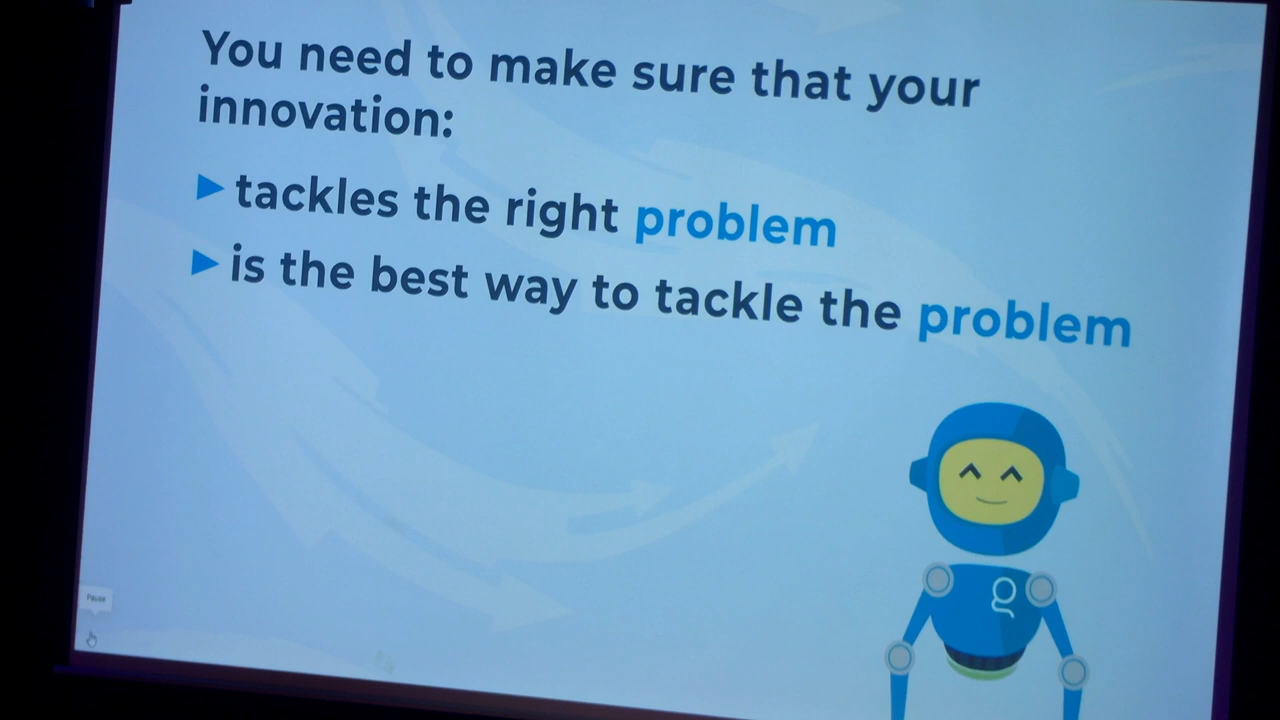 You need to make sure that your
innovation:
tackles the right problem
is the best way to tackle the problem
Pause
g